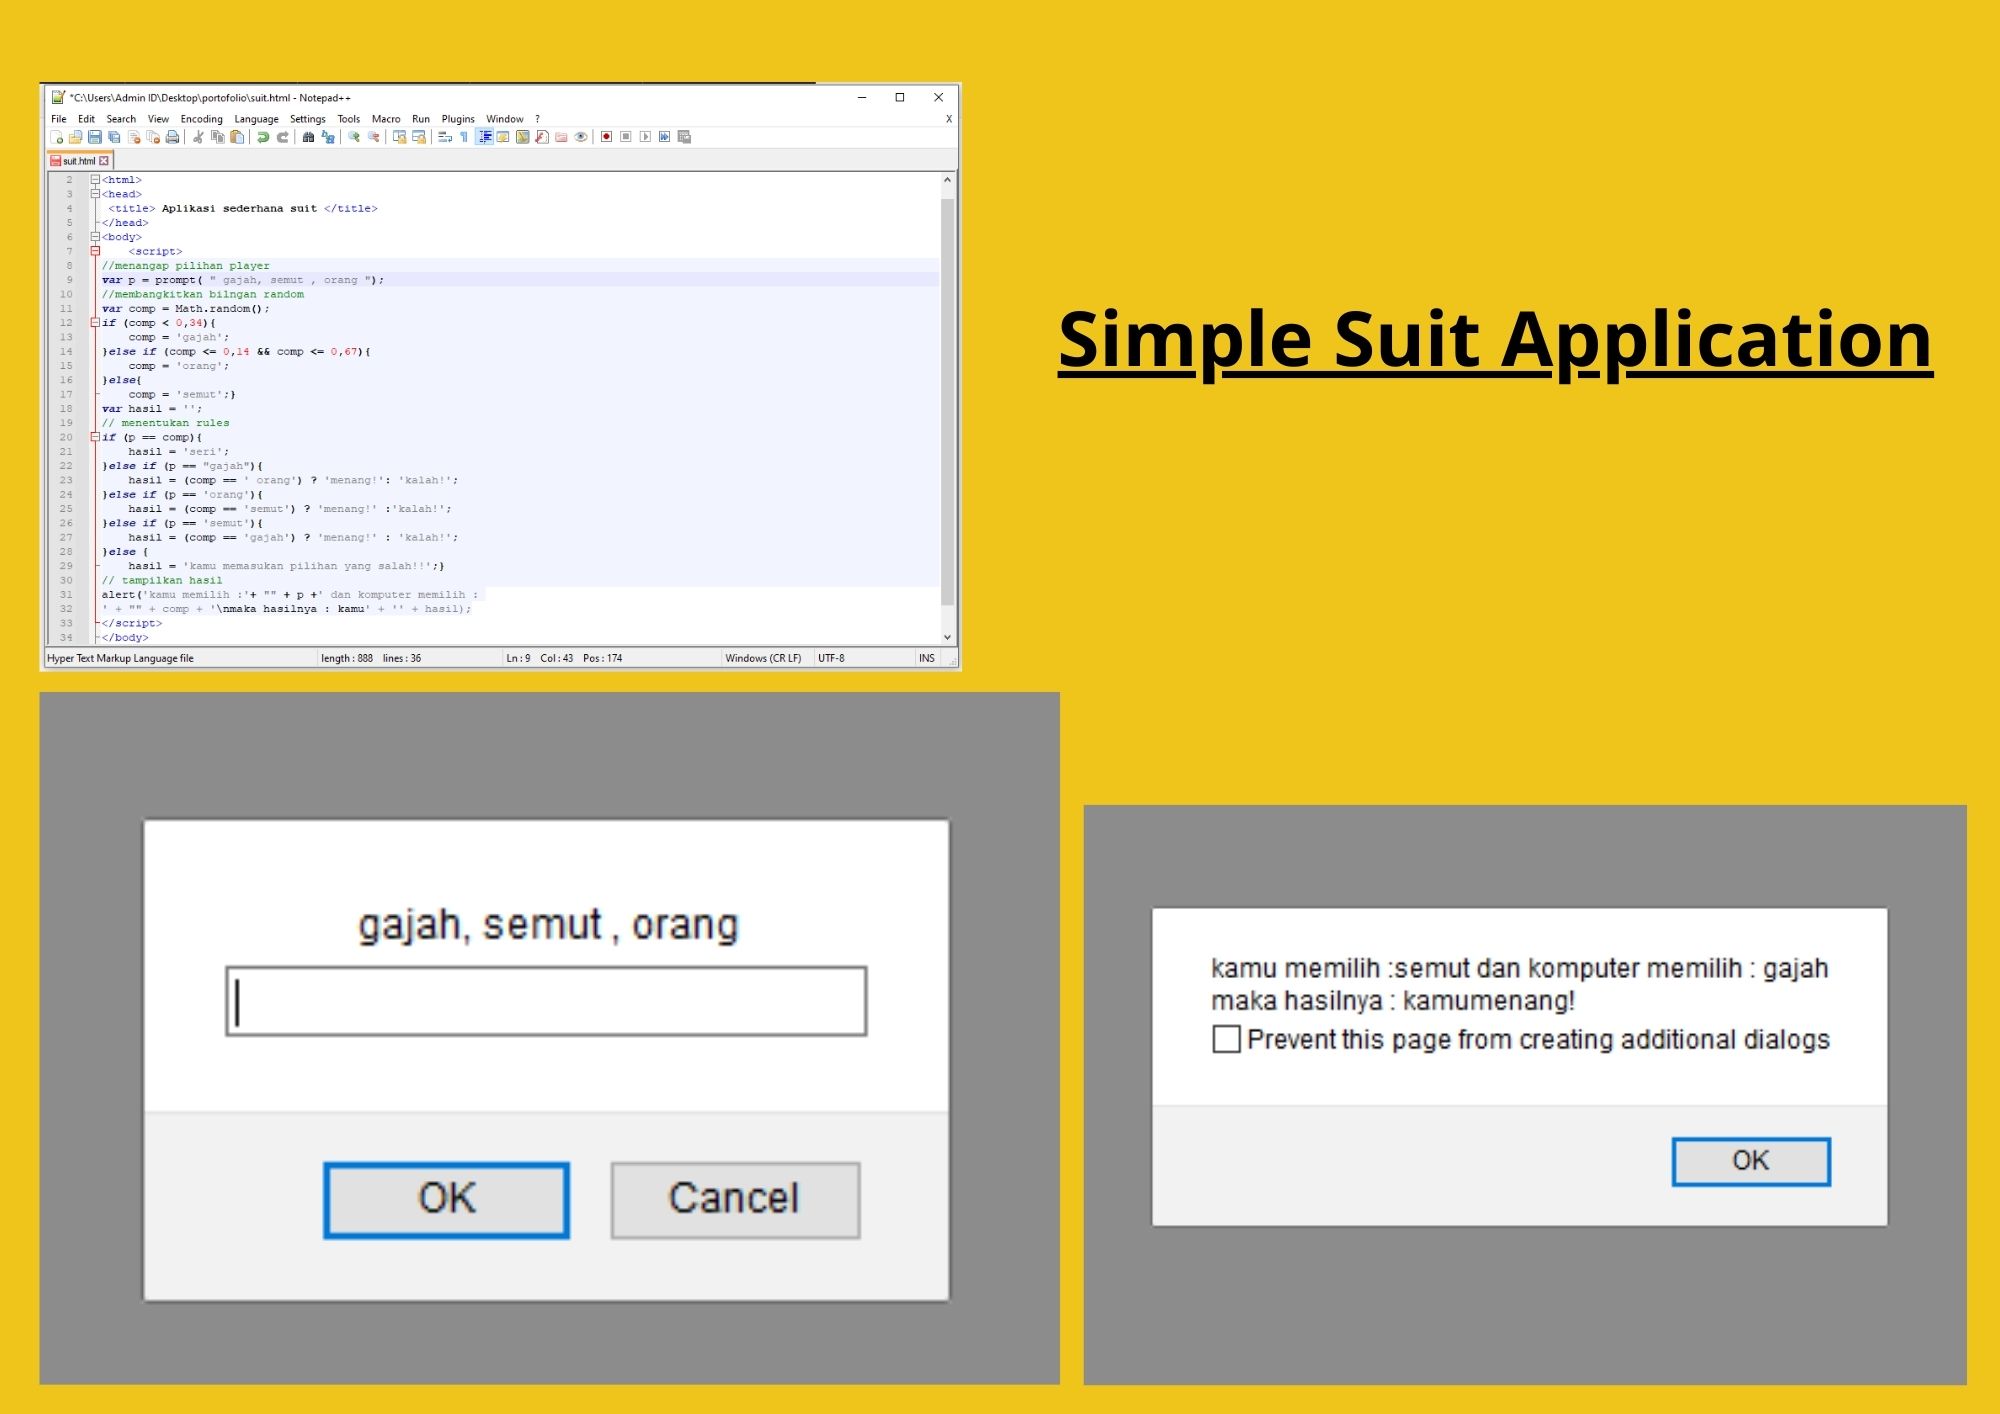 *C:\Users\Admin ID\Desktop\portofolio\suit.html - Notepad++
File Edit Search View Encoding Language Settings Tools Macro Run Plugins Window ?
X
suit.html
2 <html>
3 <head>
4 <title> Aplikasi sederhana suit </title>
5 </head>
6 <body>
7 <script>
8 //menangap pilihan player
9 var p = prompt( " gajah, semut , orang ");
10 //membangkitkan bilngan random
11 var comp = Math.random();
12 if (comp < 0,34){
13 comp = 'gajah';
14 }else if (comp <= 0,14 && comp <= 0,67){
15 comp = 'orang';
16 }else{
17 comp = 'semut';}
18 var hasil = '';
19 // menentukan rules
20 if (p == comp){
21 hasil = 'seri';
22 }else if (p == "gajah"){
23 hasil = (comp == ' orang') ? 'menang!': 'kalah!';
24 }else if (p == 'orang'){
25 hasil = (comp == 'semut') ? 'menang!' :'kalah!';
26 }else if (p == 'semut'){
27 hasil = (comp == 'gajah') ? 'menang!' : 'kalah!';
28 }else {
29 hasil = 'kamu memasukan pilihan yang salah!!';}
30 // tampilkan hasil
31 alert('kamu memilih :'+ "" + p +' dan komputer memilih :
32 ' + "" + comp + '\nmaka hasilnya : kamu' + '' + hasil);
33 </script>
34 </body>
Hyper Text Markup Language file length : 888 lines : 36 Ln : 9 Col : 43 Pos : 174 Windows (CR LF) UTF-8 INS
Simple Suit Application
gajah, semut , orang
OK Cancel
kamu memilih :semut dan komputer memilih : gajah
maka hasilnya : kamumenang!
Prevent this page from creating additional dialogs
OK